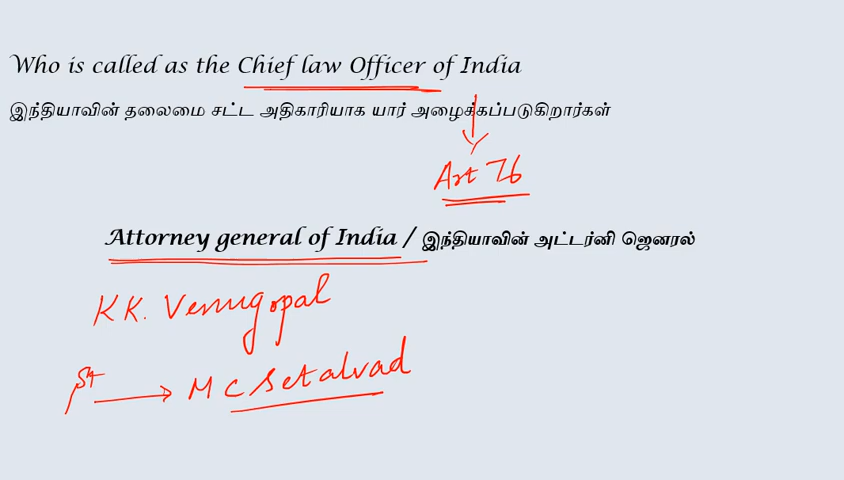 Who is called as the Chief law Officer of India
இந்தியாவின் தலைமை சட்ட அதிகாரியாக யார் அழைக்கப்படுகிறார்கள்
Art 76
Attorney general of India / இந்தியாவின் அட்டர்னி ஜெனரல்
K K. Venugopal
1st → M C Setalvad